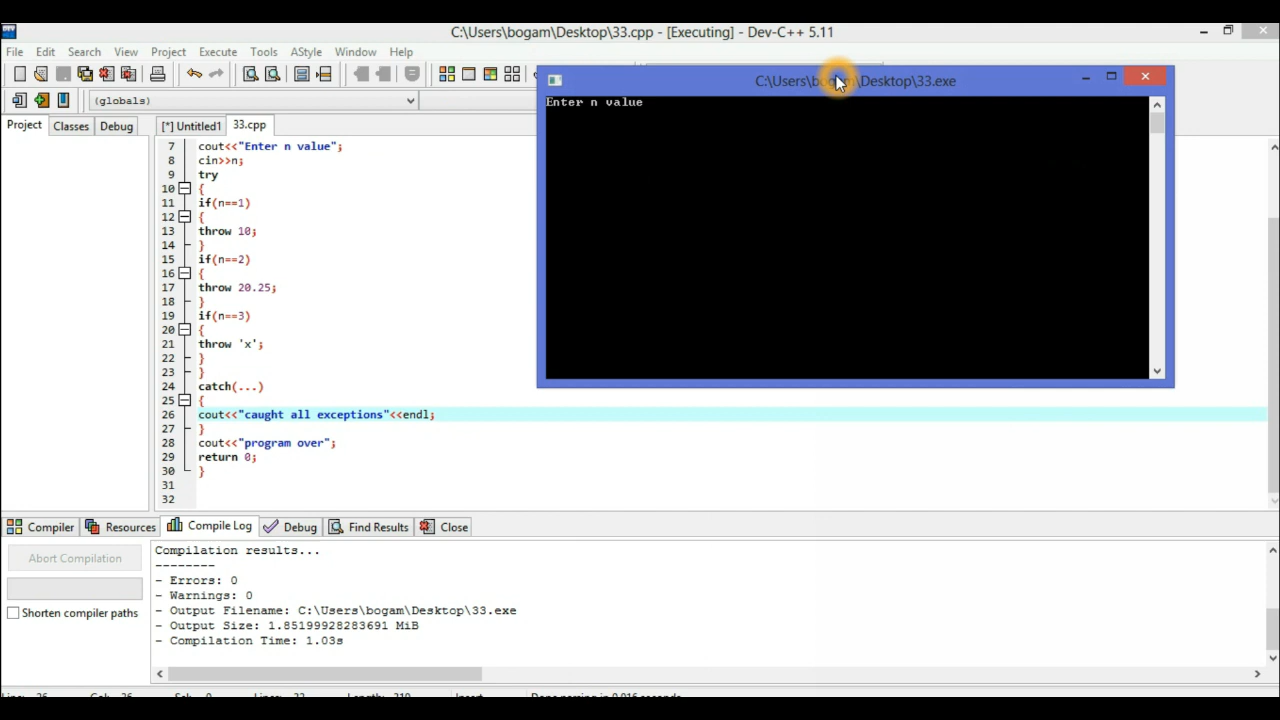 C:\Users\bogam\Desktop\33.cpp - [Executing] - Dev-C++ 5.11
File Edit Search View Project Execute Tools AStyle Window Help
C:\Users\bogam\Desktop\33.exe
(globals)
Enter n value
Project Classes Debug [*] Untitled1 33.cpp
7 cout<<"Enter n value";
8 cin>>n;
9 try
10 {
11 if(n==1)
12 {
13 throw 10;
14 }
15 if(n==2)
16 {
17 throw 20.25;
18 }
19 if(n==3)
20 {
21 throw 'x';
22 }
23 }
24 catch(...)
25 {
26 cout<<"caught all exceptions"<<endl;
27 }
28 cout<<"program over";
29 return 0;
30 }
31
32
Compiler Resources Compile Log Debug Find Results Close
Abort Compilation
Shorten compiler paths
Compilation results...
--------
- Errors: 0
- Warnings: 0
- Output Filename: C:\Users\bogam\Desktop\33.exe
- Output Size: 1.85199928283691 MiB
- Compilation Time: 1.03s